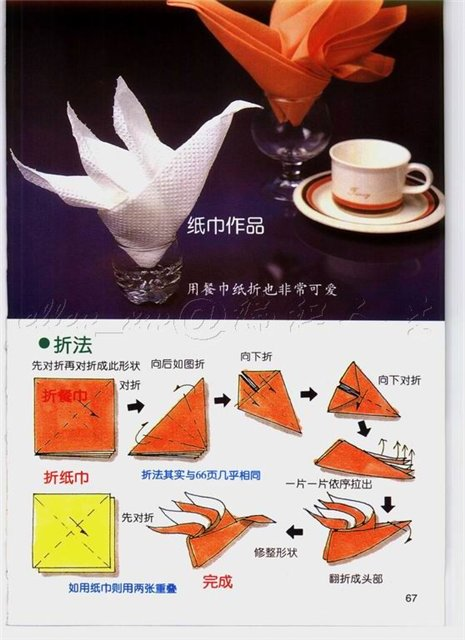 纸巾作品
用餐巾纸折也非常可爱
折法
先对折再对折成此形状
对折
向后如图折
向下折
向下对折
折餐巾
折纸巾
折法其实与66页几乎相同
一片一片依序拉出
先对折
修整形状
翻折成头部
如用纸巾则用两张重叠
完成
67